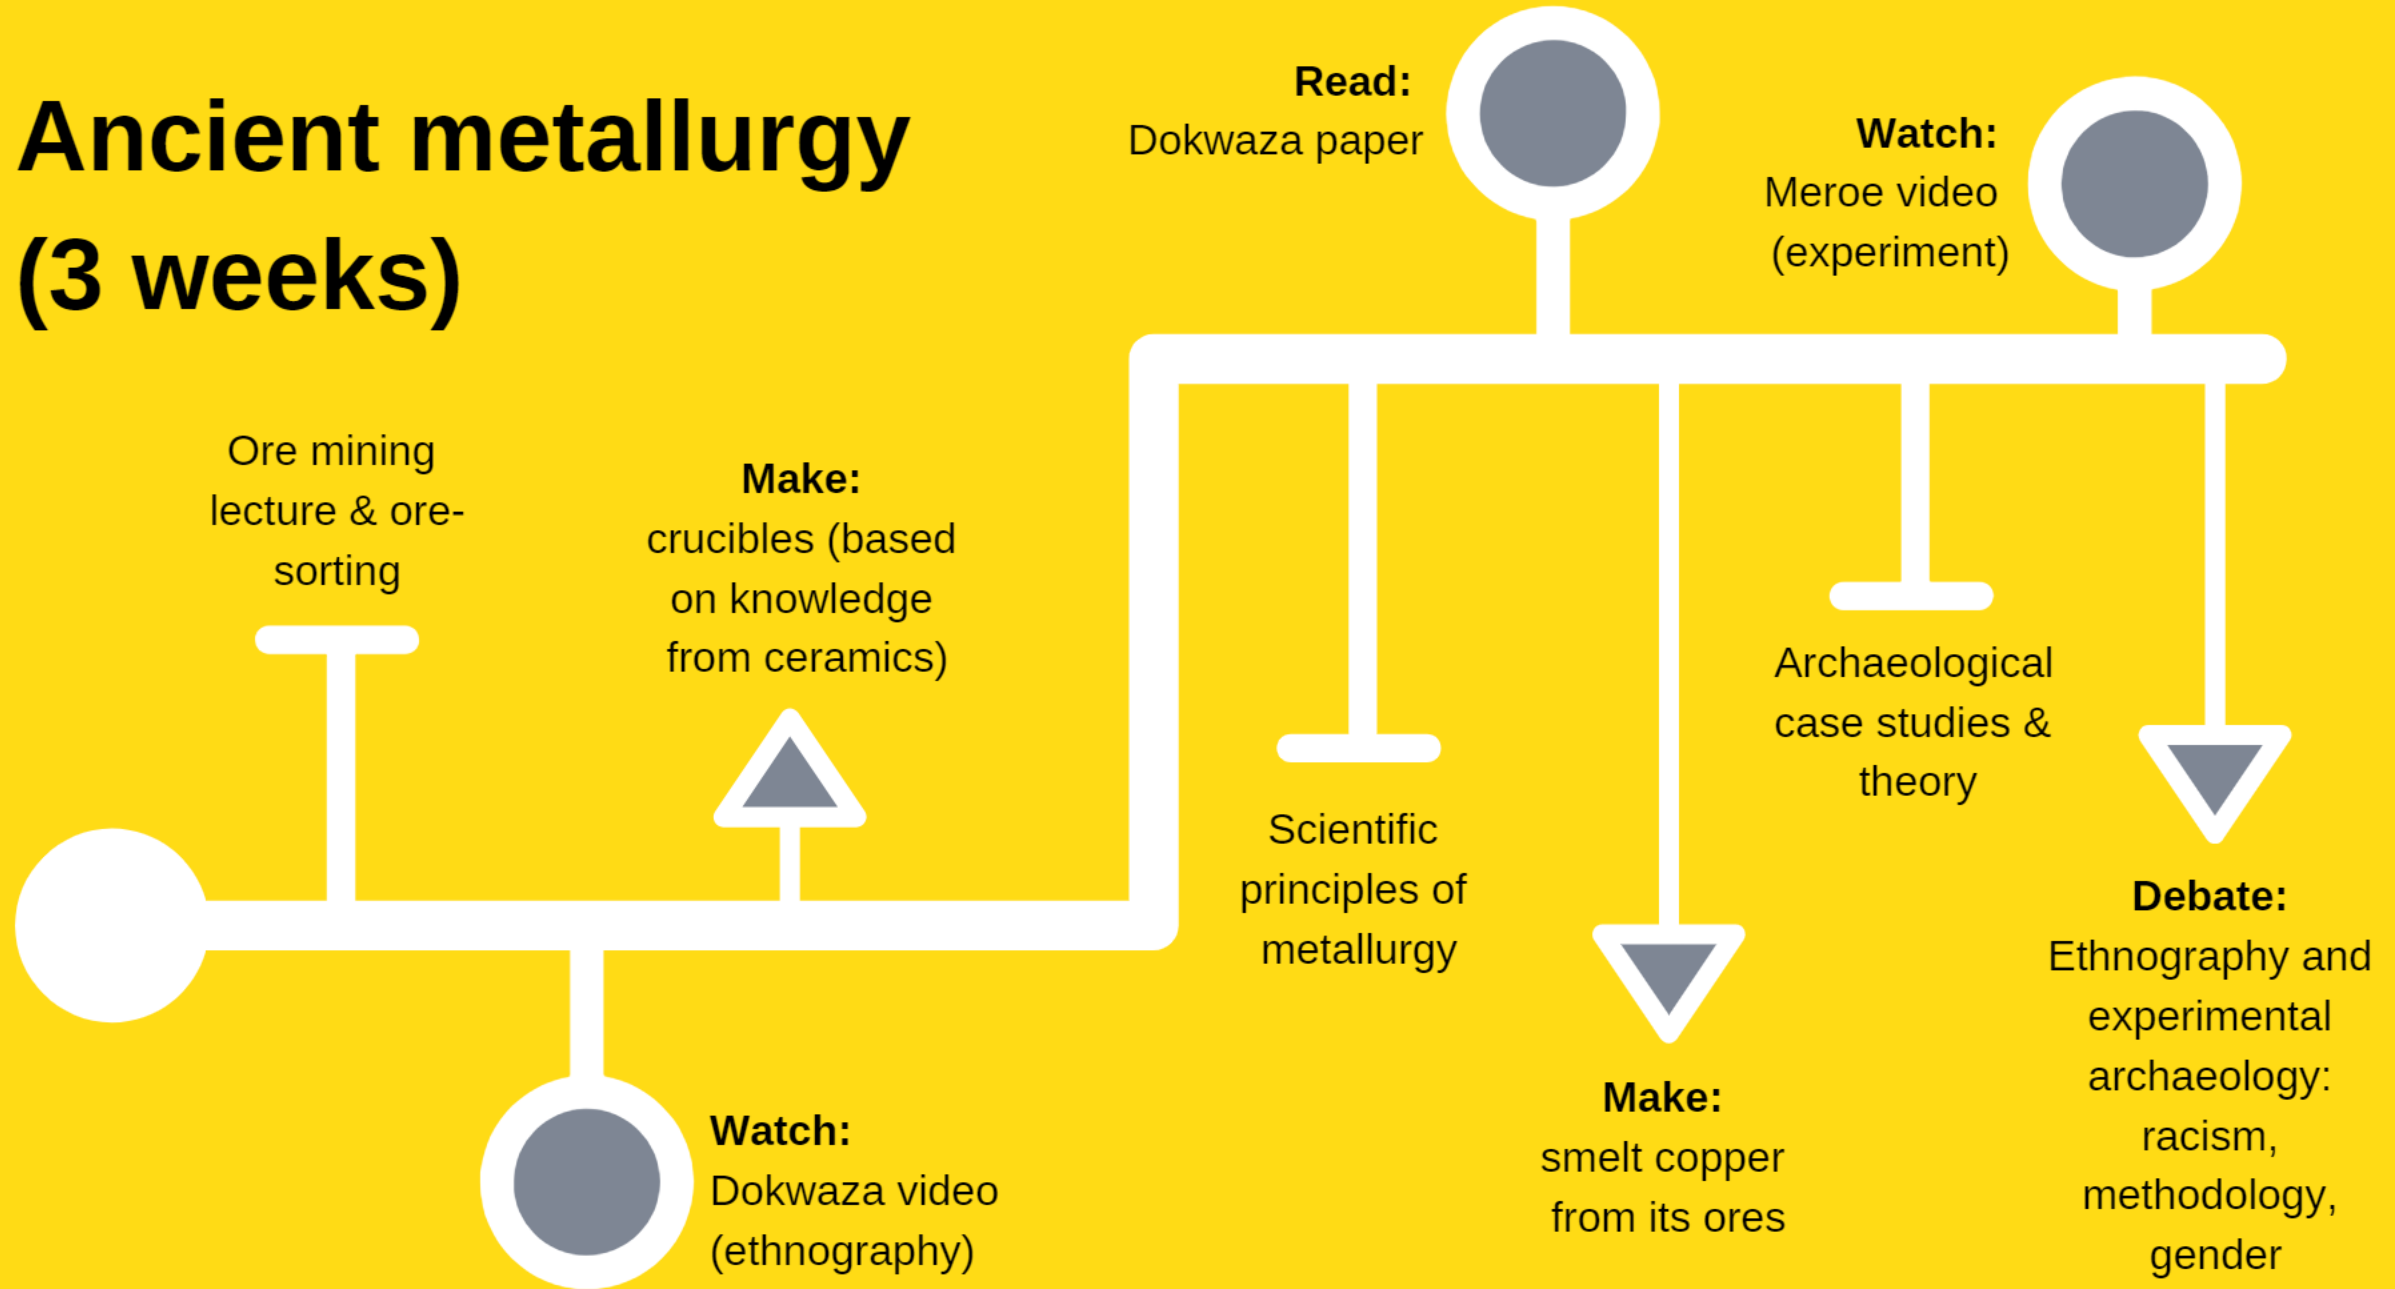 Ancient metallurgy
(3 weeks)
Ore mining
lecture & ore-
sorting
Watch:
Dokwaza video
(ethnography)
Make:
crucibles (based
on knowledge
from ceramics)
Scientific
principles of
metallurgy
Read:
Dokwaza paper
Make:
smelt copper
from its ores
Archaeological
case studies &
theory
Watch:
Meroe video
(experiment)
Debate:
Ethnography and
experimental
archaeology:
racism,
methodology,
gender